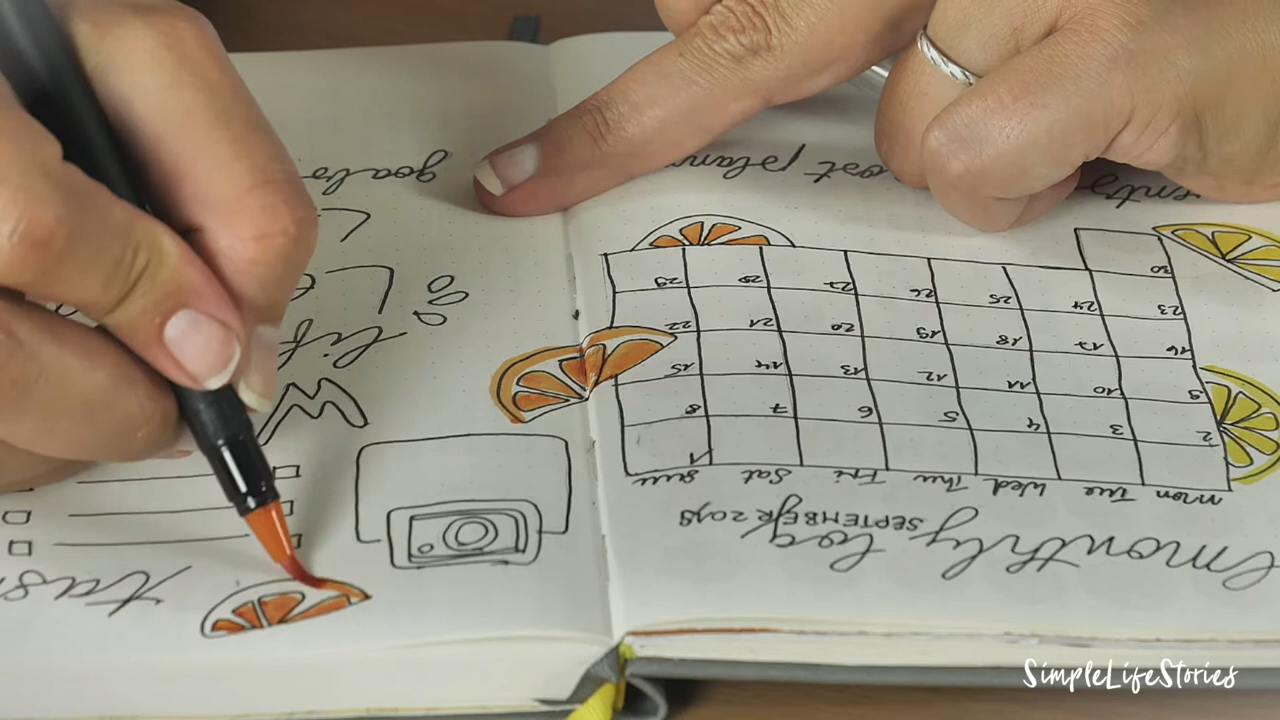 monthly log
SEPTEMBER 2018
mon Tue Wed Thu Fri Sat Sun
1
2 3 4 5 6 7 8
9 10 11 12 13 14 15
16 17 18 19 20 21 22
23 24 25 26 27 28 29
30
goals
SimpleLifeStories